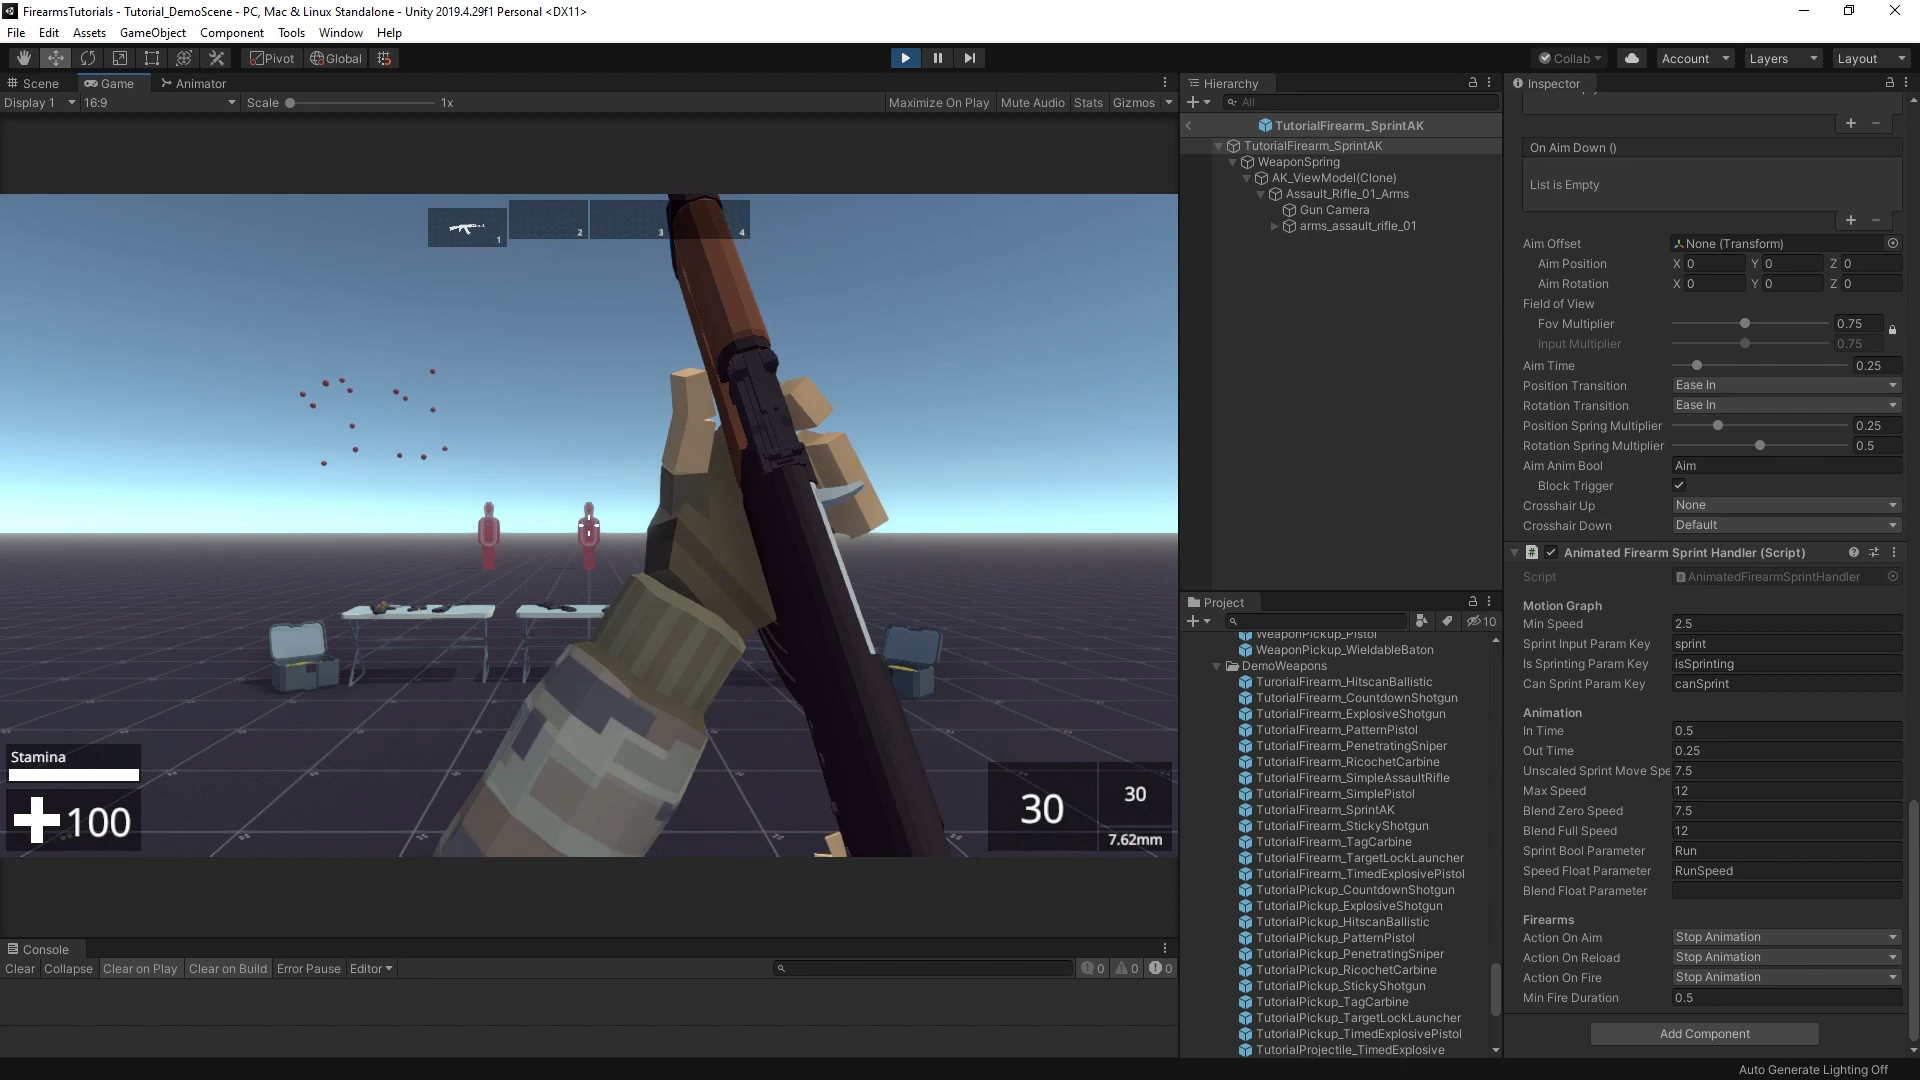 FirearmsTutorials - Tutorial_DemoScene - PC, Mac & Linux Standalone - Unity 2019.4.29f1 Personal <DX11>
File Edit Assets GameObject Component Tools Window Help
Pivot Global Collab Account Layers Layout
Scene Game Animator
Display 1 16:9 Scale 1x Maximize On Play Mute Audio Stats Gizmos
1 2 3 4
Stamina
100
30 30
7.62mm
Console
Clear Collapse Clear on Play Clear on Build Error Pause Editor 0 0 0
Hierarchy
All
TutorialFirearm_SprintAK
TutorialFirearm_SprintAK
WeaponSpring
AK_ViewModel(Clone)
Assault_Rifle_01_Arms
Gun Camera
arms_assault_rifle_01
Project
10
WeaponPickup_Pistol
WeaponPickup_WieldableBaton
DemoWeapons
TurorialFirearm_HitscanBallistic
TutorialFirearm_CountdownShotgun
TutorialFirearm_ExplosiveShotgun
TutorialFirearm_PatternPistol
TutorialFirearm_PenetratingSniper
TutorialFirearm_RicochetCarbine
TutorialFirearm_SimpleAssaultRifle
TutorialFirearm_SimplePistol
TutorialFirearm_SprintAK
TutorialFirearm_StickyShotgun
TutorialFirearm_TagCarbine
TutorialFirearm_TargetLockLauncher
TutorialFirearm_TimedExplosivePistol
TutorialPickup_CountdownShotgun
TutorialPickup_ExplosiveShotgun
TutorialPickup_HitscanBallistic
TutorialPickup_PatternPistol
TutorialPickup_PenetratingSniper
TutorialPickup_RicochetCarbine
TutorialPickup_StickyShotgun
TutorialPickup_TagCarbine
TutorialPickup_TargetLockLauncher
TutorialPickup_TimedExplosivePistol
TutorialProjectile_TimedExplosive
Inspector
On Aim Down ()
List is Empty
Aim Offset None (Transform)
Aim Position X 0 Y 0 Z 0
Aim Rotation X 0 Y 0 Z 0
Field of View
Fov Multiplier 0.75
Input Multiplier 0.75
Aim Time 0.25
Position Transition Ease In
Rotation Transition Ease In
Position Spring Multiplier 0.25
Rotation Spring Multiplier 0.5
Aim Anim Bool Aim
Block Trigger
Crosshair Up None
Crosshair Down Default
# Animated Firearm Sprint Handler (Script)
Script AnimatedFirearmSprintHandler
Motion Graph
Min Speed 2.5
Sprint Input Param Key sprint
Is Sprinting Param Key isSprinting
Can Sprint Param Key canSprint
Animation
In Time 0.5
Out Time 0.25
Unscaled Sprint Move Spe 7.5
Max Speed 12
Blend Zero Speed 7.5
Blend Full Speed 12
Sprint Bool Parameter Run
Speed Float Parameter RunSpeed
Blend Float Parameter
Firearms
Action On Aim Stop Animation
Action On Reload Stop Animation
Action On Fire Stop Animation
Min Fire Duration 0.5
Add Component
Auto Generate Lighting Off